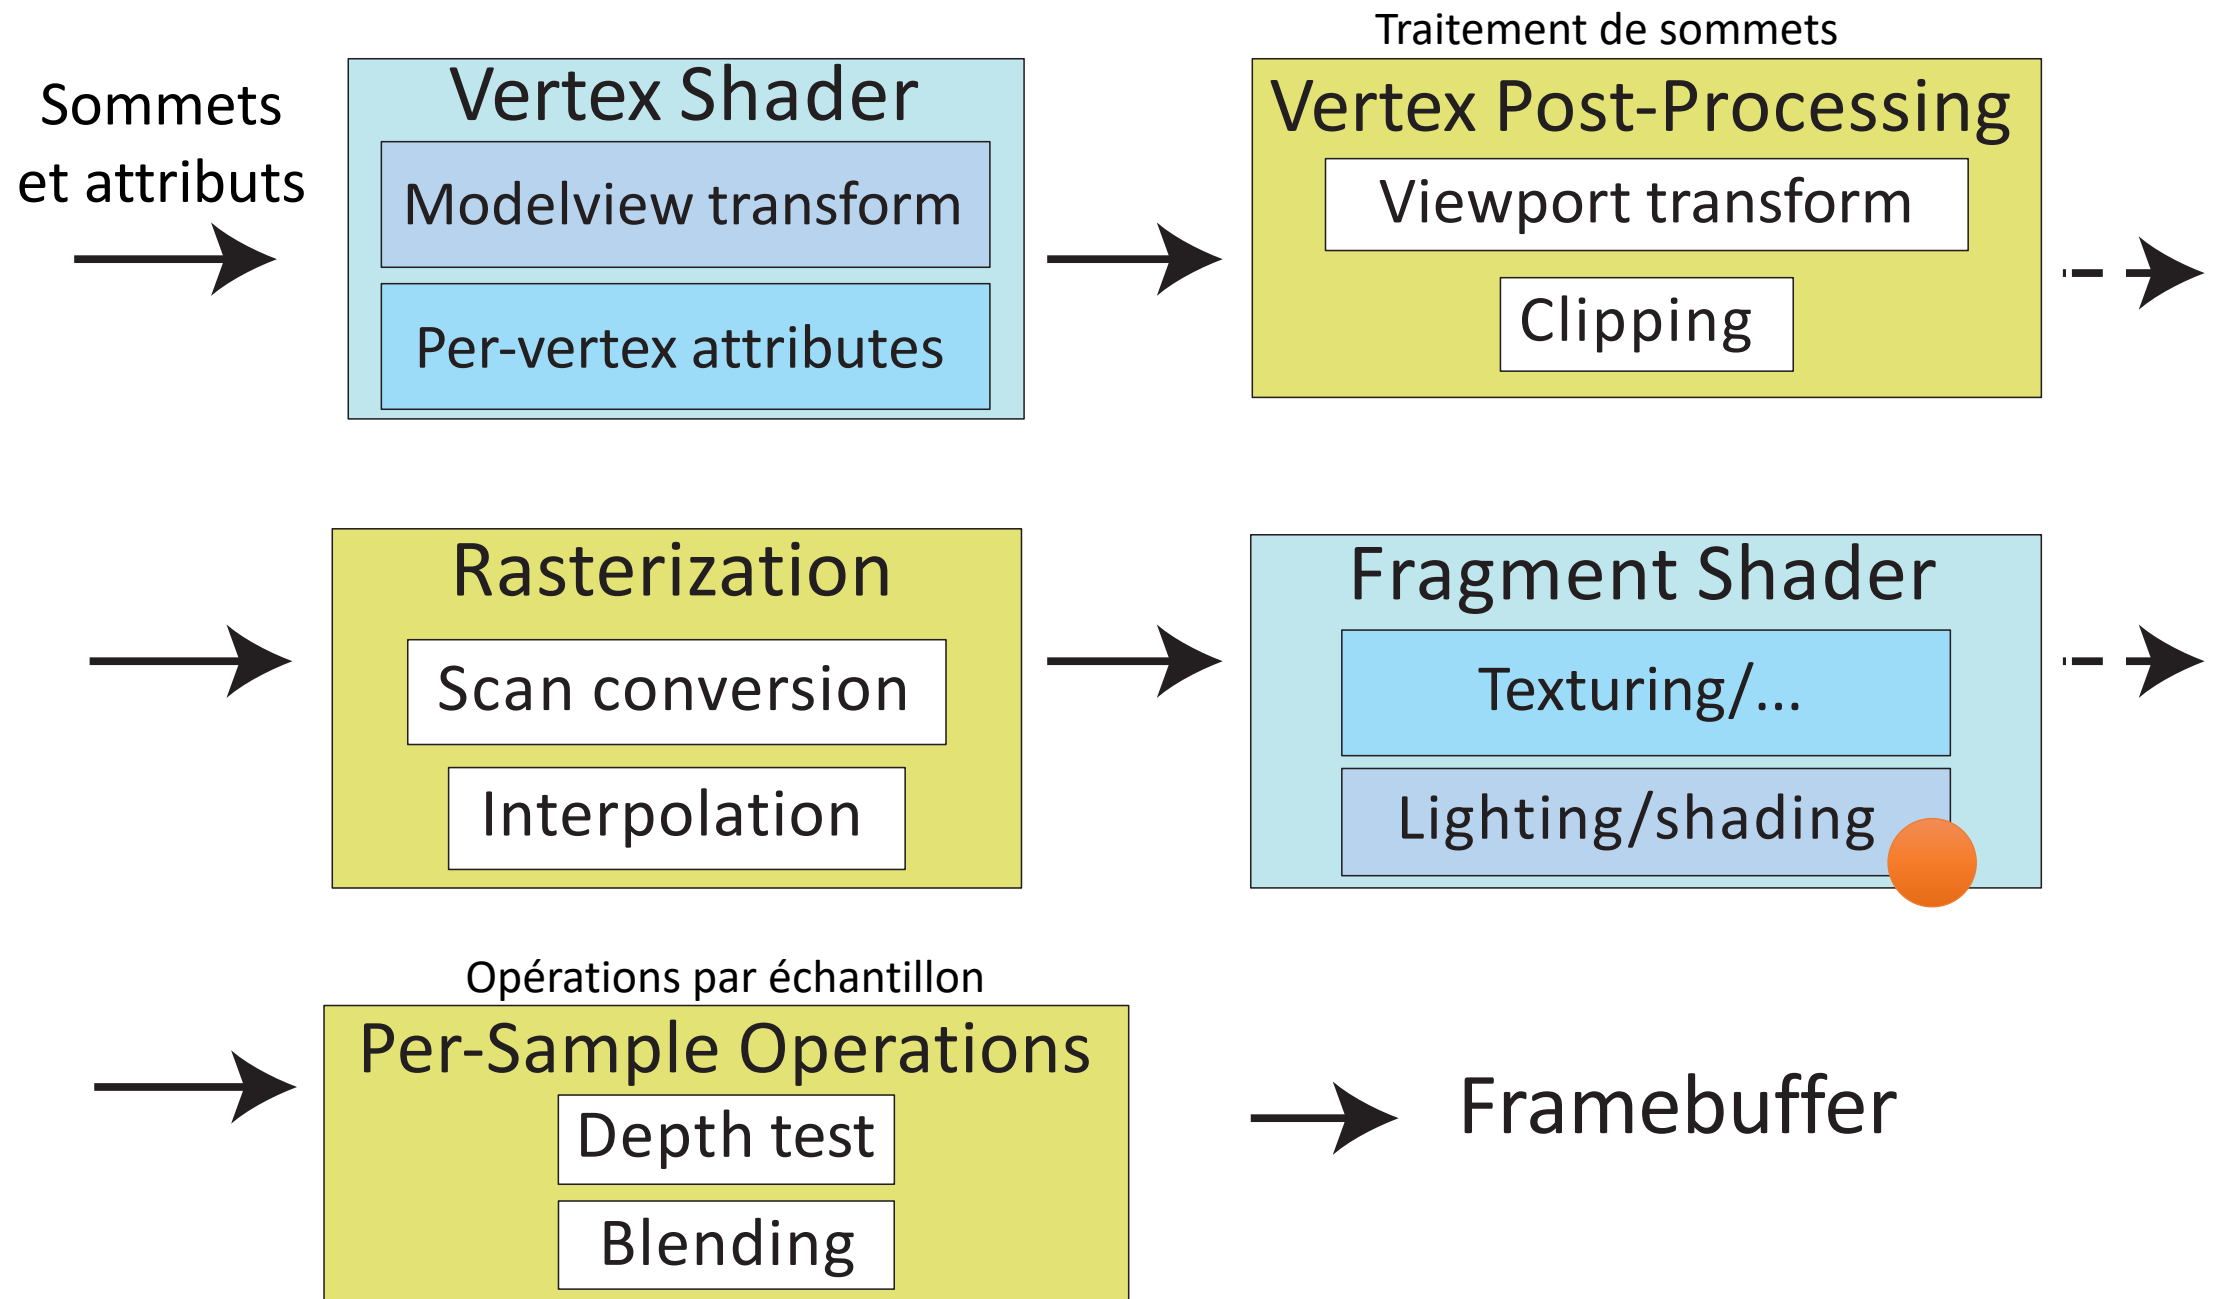 Sommets
et attributs
Vertex Shader
Modelview transform
Per-vertex attributes
Traitement de sommets
Vertex Post-Processing
Viewport transform
Clipping
Rasterization
Scan conversion
Interpolation
Fragment Shader
Texturing/...
Lighting/shading
Opérations par échantillon
Per-Sample Operations
Depth test
Blending
Framebuffer